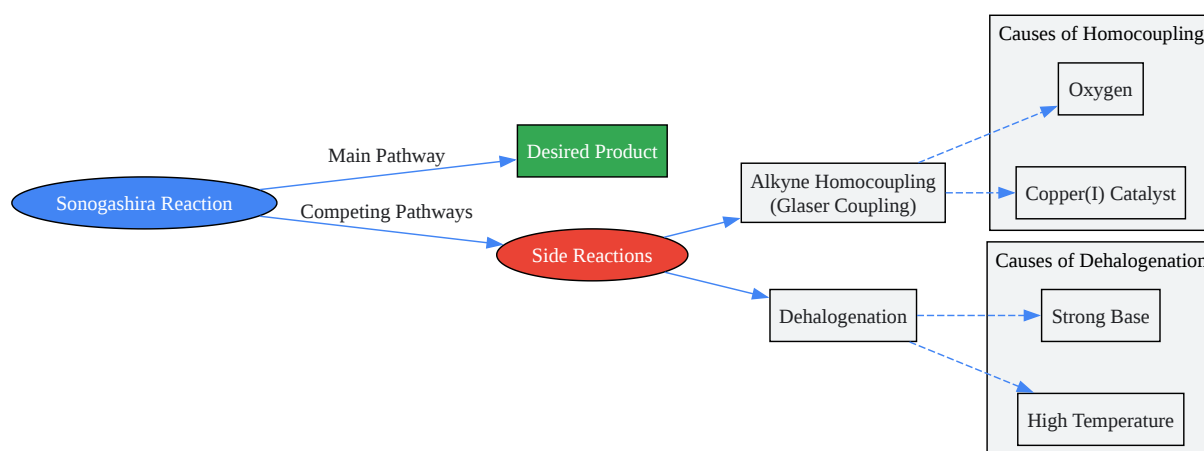 Causes of Homocoupling
Oxygen
Desired Product
Main Pathway
Alkyne Homocoupling
(Glaser Coupling)
Copper(I) Catalyst
Sonogashira Reaction
Competing Pathways
Side Reactions
Causes of Dehalogenation
Dehalogenation
Strong Base
High Temperature